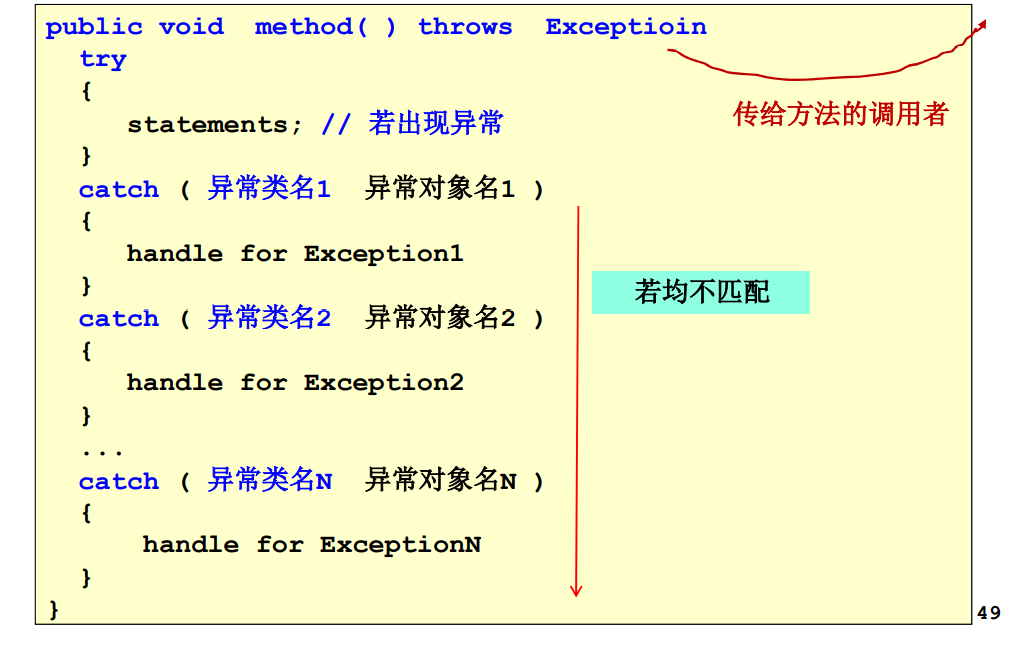 public void method( ) throws Exceptioin
try
{
statements; // 若出现异常
传给方法的调用者
}
catch ( 异常类名1 异常对象名1 )
{
handle for Exception1
}
若均不匹配
catch ( 异常类名2 异常对象名2 )
{
handle for Exception2
}
...
catch ( 异常类名N 异常对象名N )
{
handle for ExceptionN
}
}
49